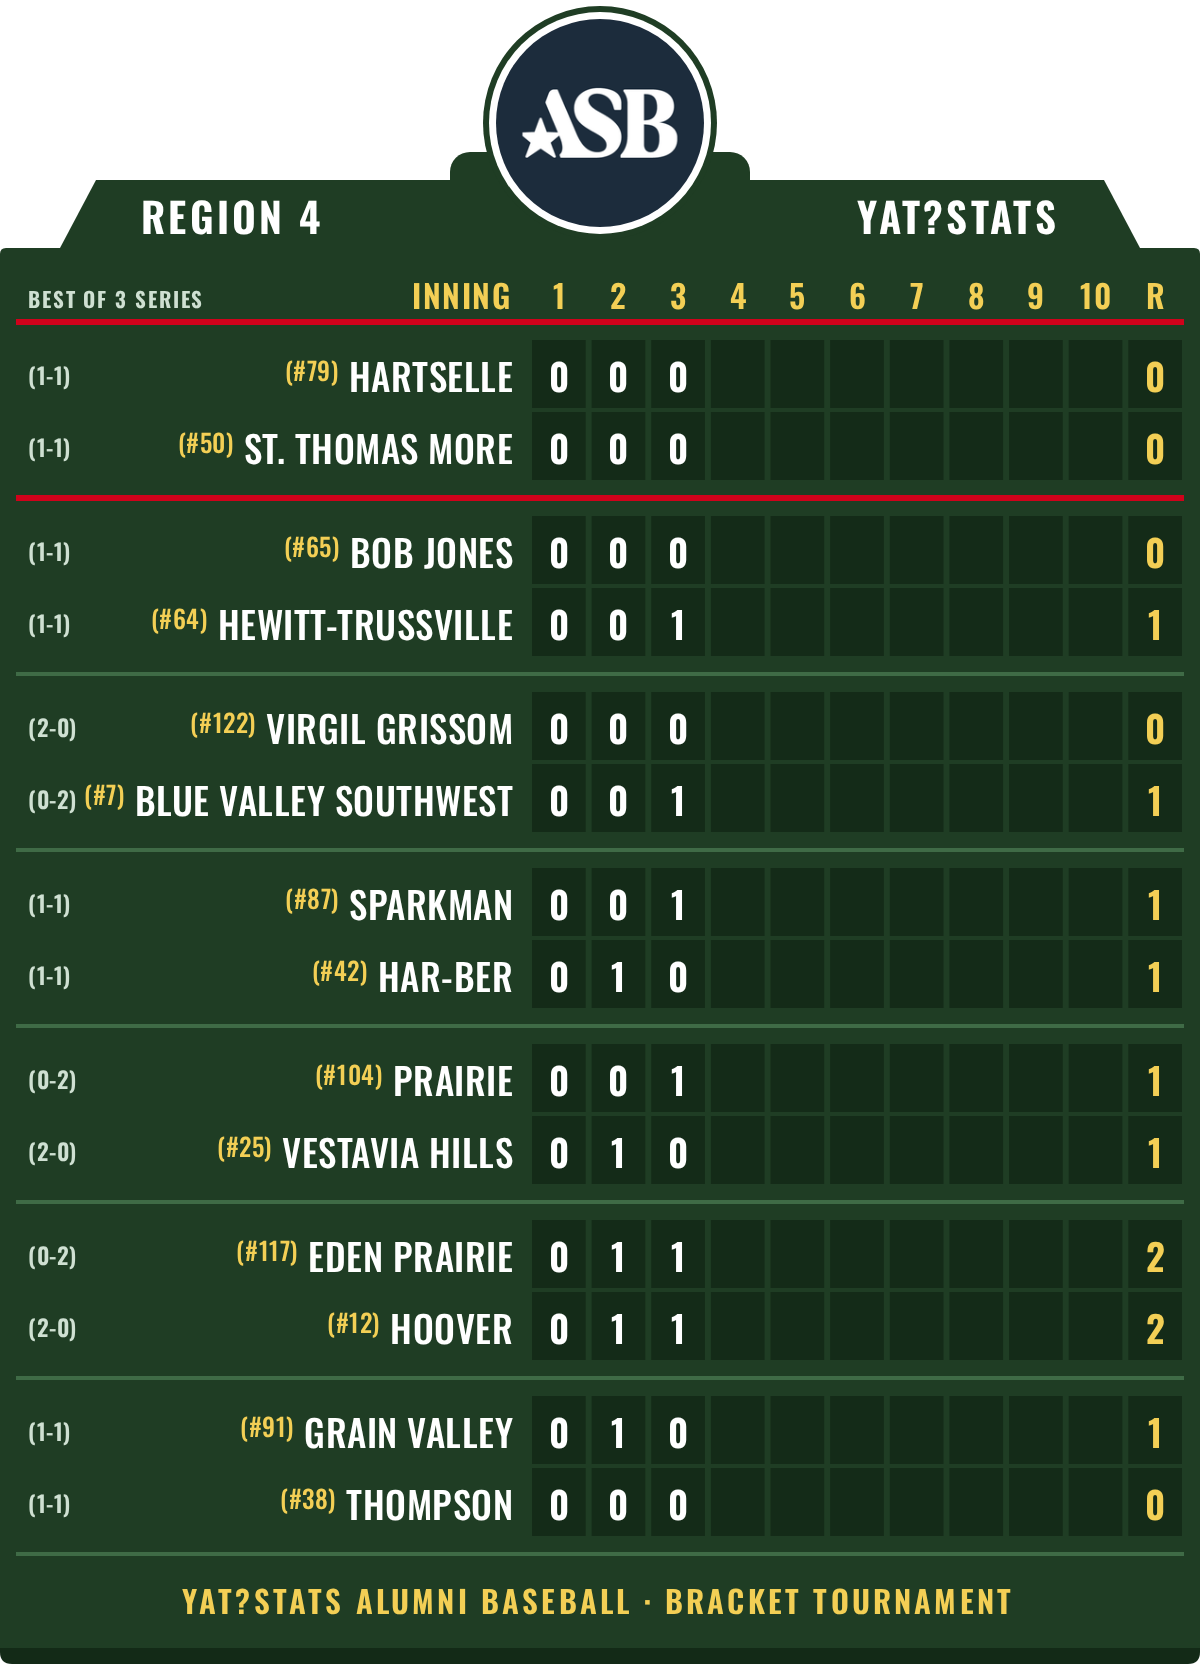 ASB
REGION 4 YAT?STATS
BEST OF 3 SERIES INNING 1 2 3 4 5 6 7 8 9 10 R
(1-1) (#79) HARTSELLE 0 0 0 0
(1-1) (#50) ST. THOMAS MORE 0 0 0 0
(1-1) (#65) BOB JONES 0 0 0 0
(1-1) (#64) HEWITT-TRUSSVILLE 0 0 1 1
(2-0) (#122) VIRGIL GRISSOM 0 0 0 0
(0-2) (#7) BLUE VALLEY SOUTHWEST 0 0 1 1
(1-1) (#87) SPARKMAN 0 0 1 1
(1-1) (#42) HAR-BER 0 1 0 1
(0-2) (#104) PRAIRIE 0 0 1 1
(2-0) (#25) VESTAVIA HILLS 0 1 0 1
(0-2) (#117) EDEN PRAIRIE 0 1 1 2
(2-0) (#12) HOOVER 0 1 1 2
(1-1) (#91) GRAIN VALLEY 0 1 0 1
(1-1) (#38) THOMPSON 0 0 0 0
YAT?STATS ALUMNI BASEBALL · BRACKET TOURNAMENT